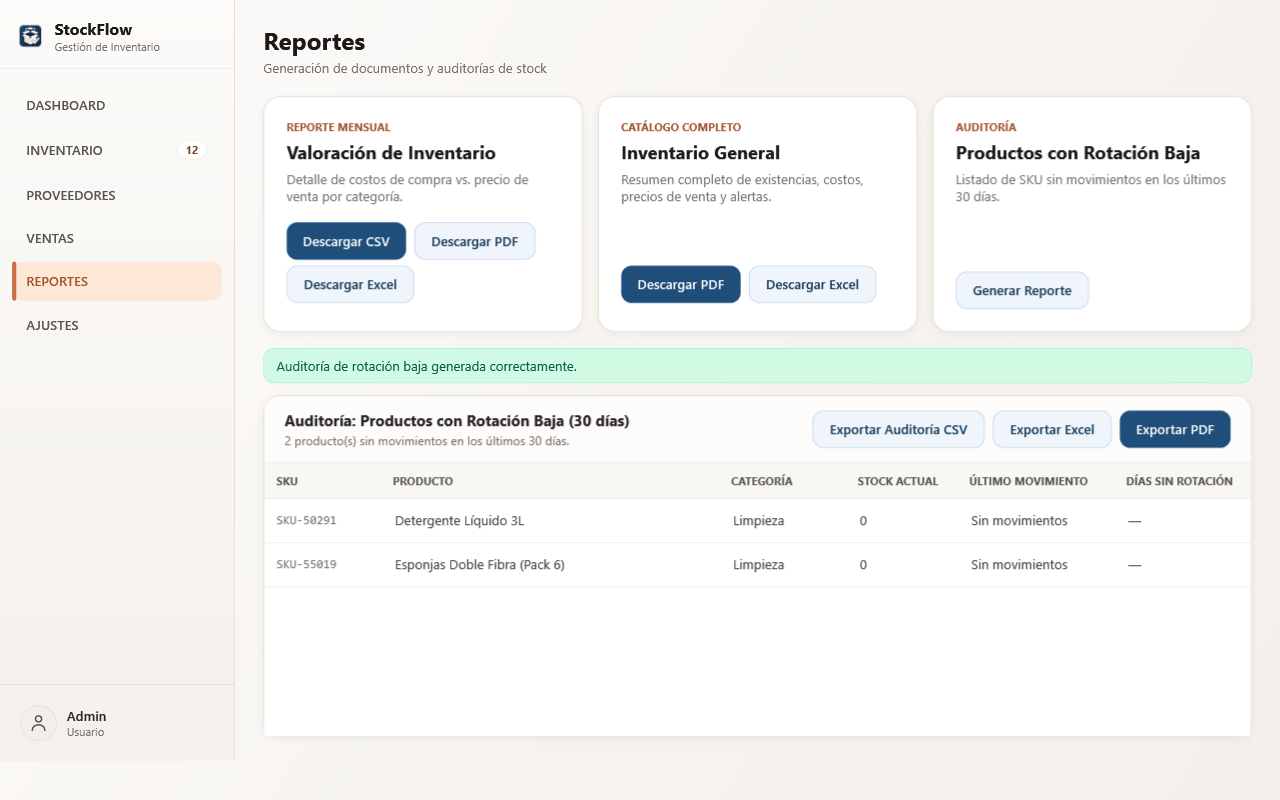 StockFlow
Gestión de Inventario
DASHBOARD
INVENTARIO 12
PROVEEDORES
VENTAS
REPORTES
AJUSTES
Admin
Usuario
Reportes
Generación de documentos y auditorías de stock
REPORTE MENSUAL
Valoración de Inventario
Detalle de costos de compra vs. precio de
venta por categoría.
Descargar CSV Descargar PDF
Descargar Excel
CATÁLOGO COMPLETO
Inventario General
Resumen completo de existencias, costos,
precios de venta y alertas.
Descargar PDF Descargar Excel
AUDITORÍA
Productos con Rotación Baja
Listado de SKU sin movimientos en los últimos
30 días.
Generar Reporte
Auditoría de rotación baja generada correctamente.
Auditoría: Productos con Rotación Baja (30 días)
2 producto(s) sin movimientos en los últimos 30 días.
Exportar Auditoría CSV Exportar Excel Exportar PDF
SKU PRODUCTO CATEGORÍA STOCK ACTUAL ÚLTIMO MOVIMIENTO DÍAS SIN ROTACIÓN
SKU-50291 Detergente Líquido 3L Limpieza 0 Sin movimientos —
SKU-55019 Esponjas Doble Fibra (Pack 6) Limpieza 0 Sin movimientos —